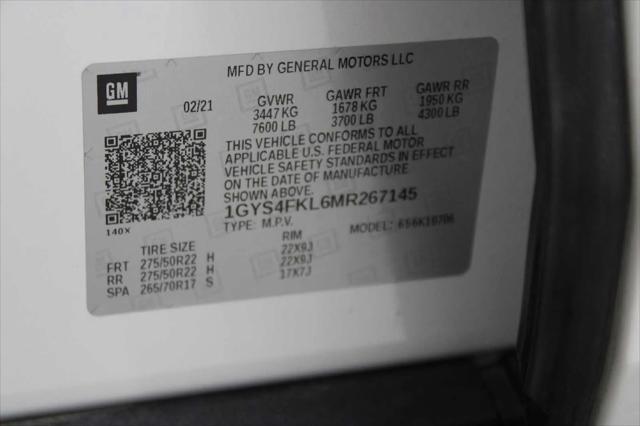 MFD BY GENERAL MOTORS LLC
GM
02/21
GVWR GAWR FRT GAWR RR
3447 KG 1678 KG 1950 KG
7600 LB 3700 LB 4300 LB
THIS VEHICLE CONFORMS TO ALL
APPLICABLE U.S. FEDERAL MOTOR
VEHICLE SAFETY STANDARDS IN EFFECT
ON THE DATE OF MANUFACTURE
SHOWN ABOVE.
140X
1GYS4FKL6MR267145
TYPE: M.P.V. MODEL: 6S6K10706
TIRE SIZE RIM
FRT 275/50R22 H 22X9J
RR 275/50R22 H 22X9J
SPA 265/70R17 S 17X7J